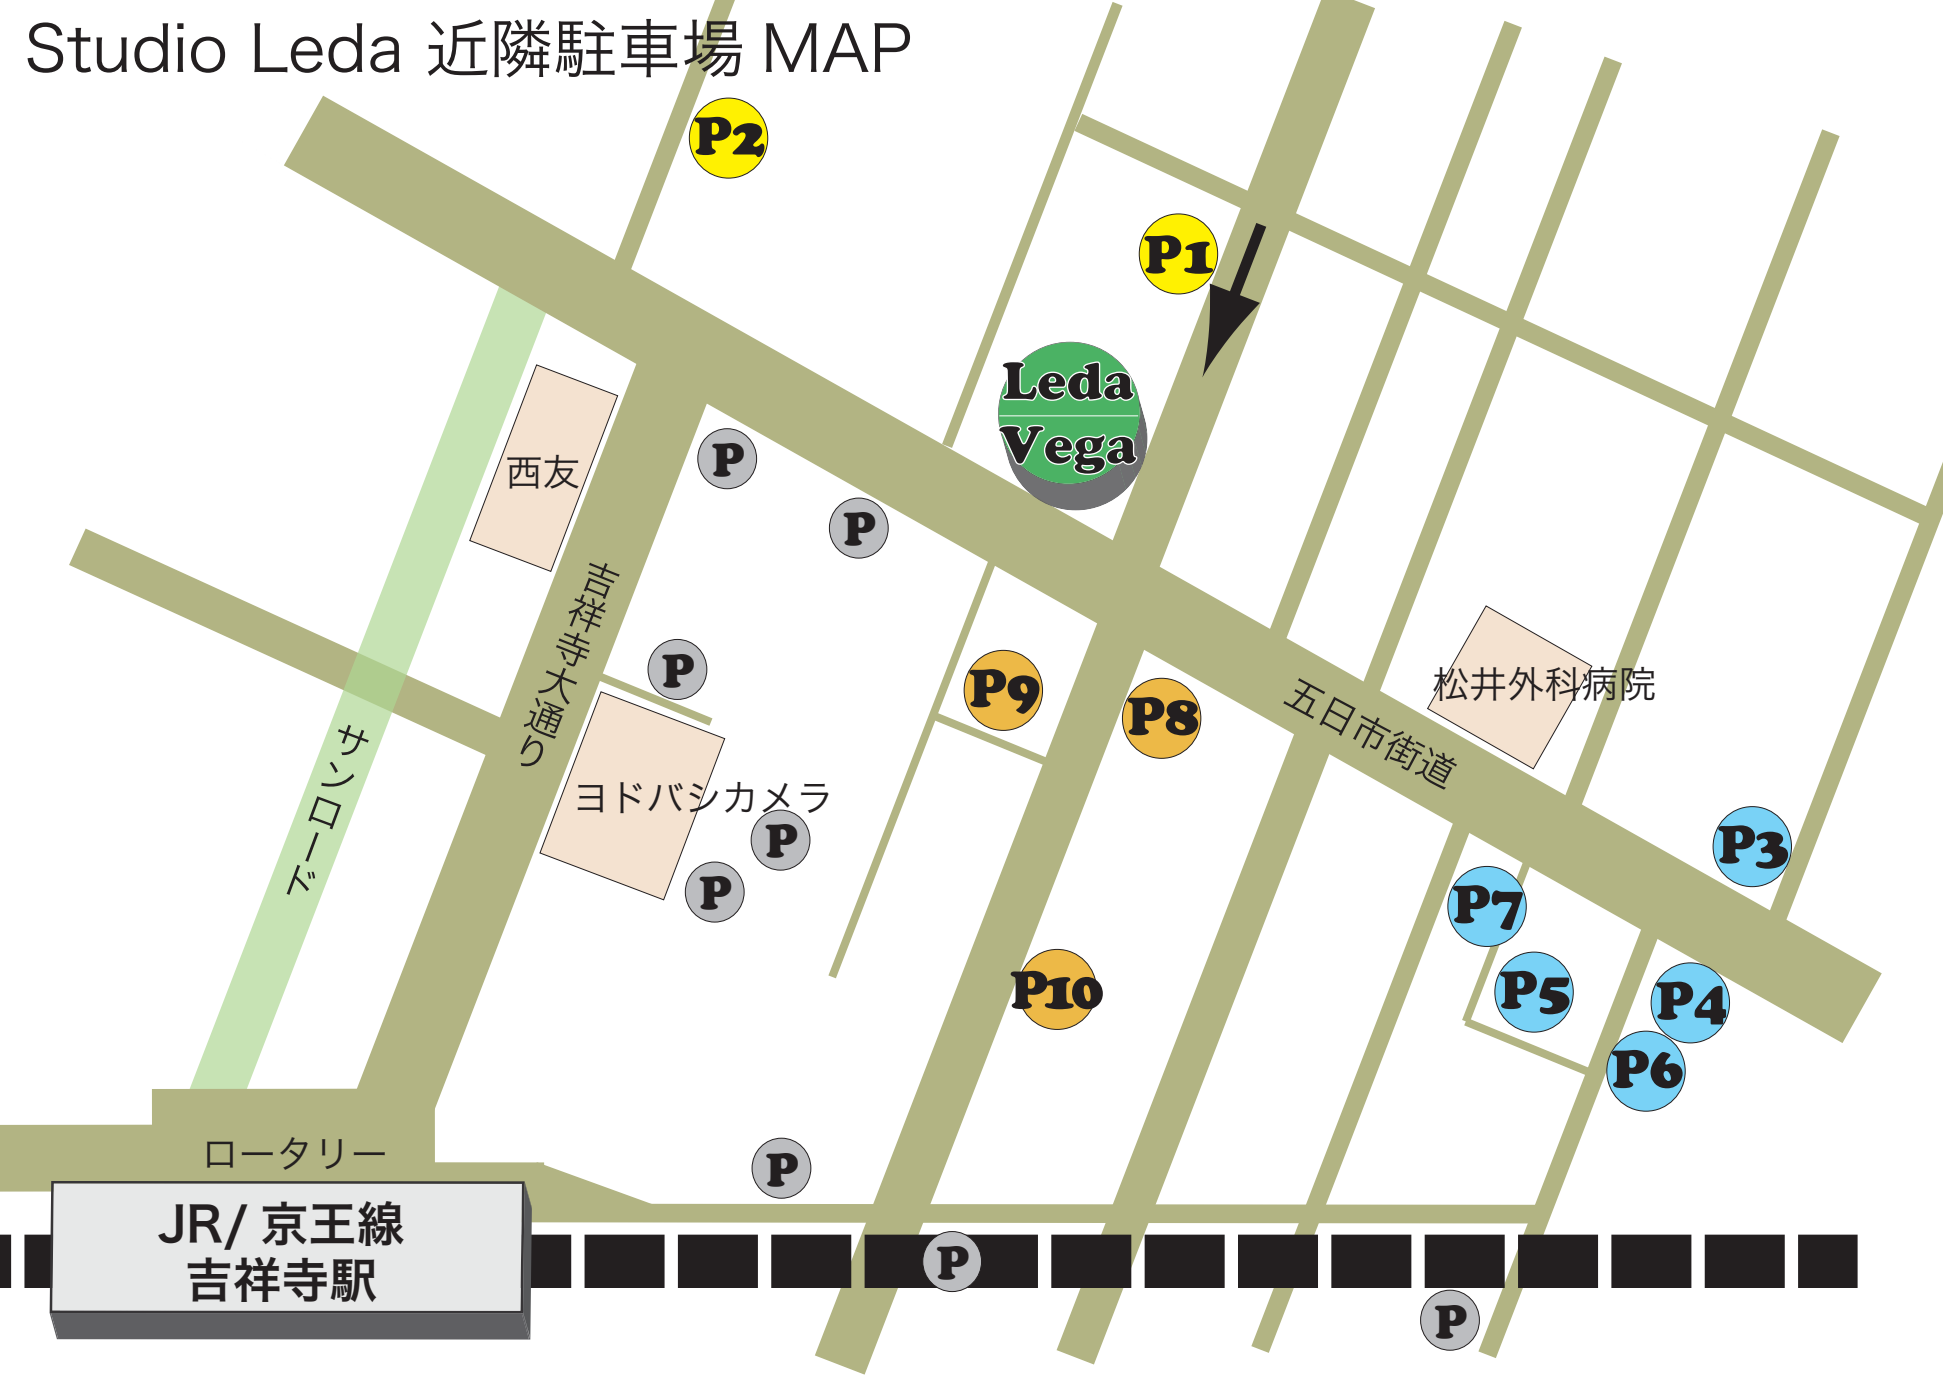 Studio Leda 近隣駐車場 MAP
P2
P1
Leda
Vega
P
西友
P
吉祥寺大通り
P
P9
P8
松井外科病院
五日市街道
サンロード
ヨドバシカメラ
P
P
P3
P7
P5
P4
P10
P6
ロータリー
P
JR/ 京王線
吉祥寺駅
P
P